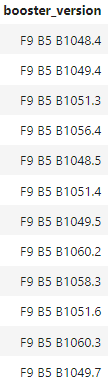 booster_version
F9 B5 B1048.4
F9 B5 B1049.4
F9 B5 B1051.3
F9 B5 B1056.4
F9 B5 B1048.5
F9 B5 B1051.4
F9 B5 B1049.5
F9 B5 B1060.2
F9 B5 B1058.3
F9 B5 B1051.6
F9 B5 B1060.3
F9 B5 B1049.7